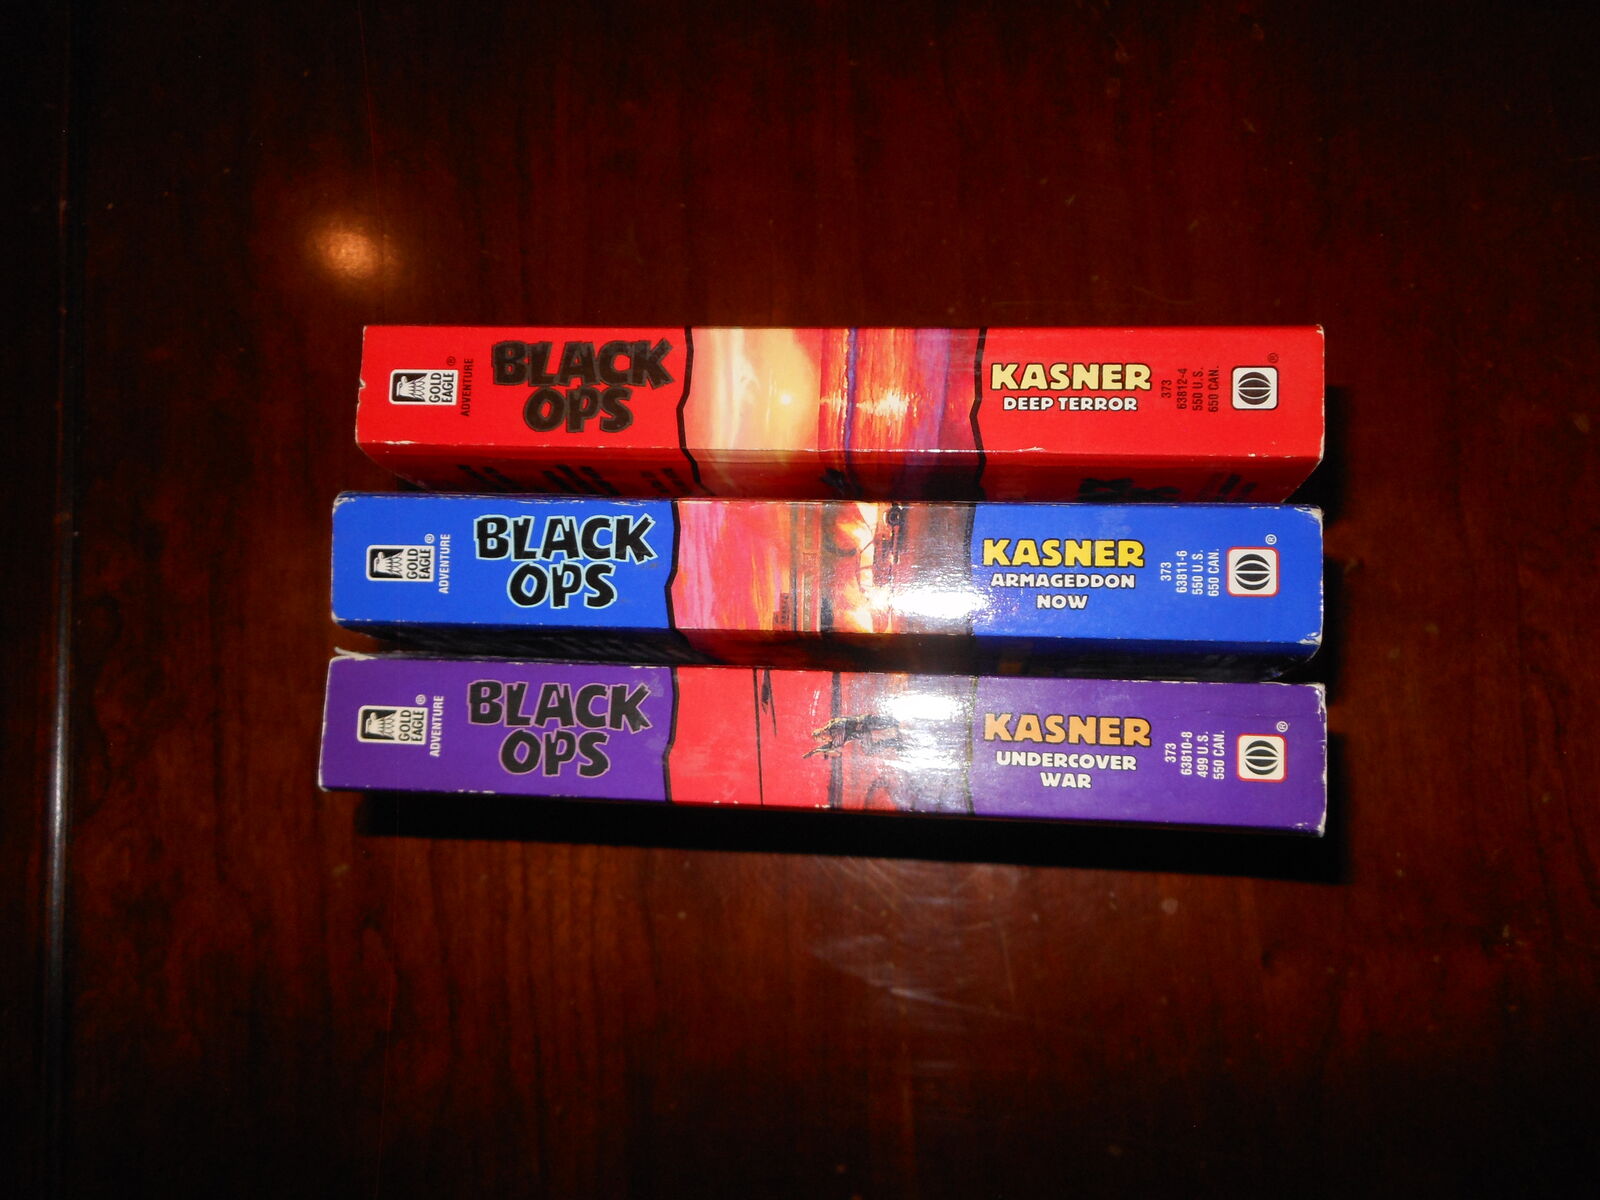 GOLD
EAGLE®
ADVENTURE
BLACK
OPS
KASNER
DEEP TERROR
373
63812-4
550 U.S.
650 CAN.
®
GOLD
EAGLE®
ADVENTURE
BLACK
OPS
KASNER
ARMAGEDDON
NOW
373
63811-6
550 U.S.
650 CAN.
®
GOLD
EAGLE®
ADVENTURE
BLACK
OPS
KASNER
UNDERCOVER
WAR
373
63810-8
499 U.S.
550 CAN.
®